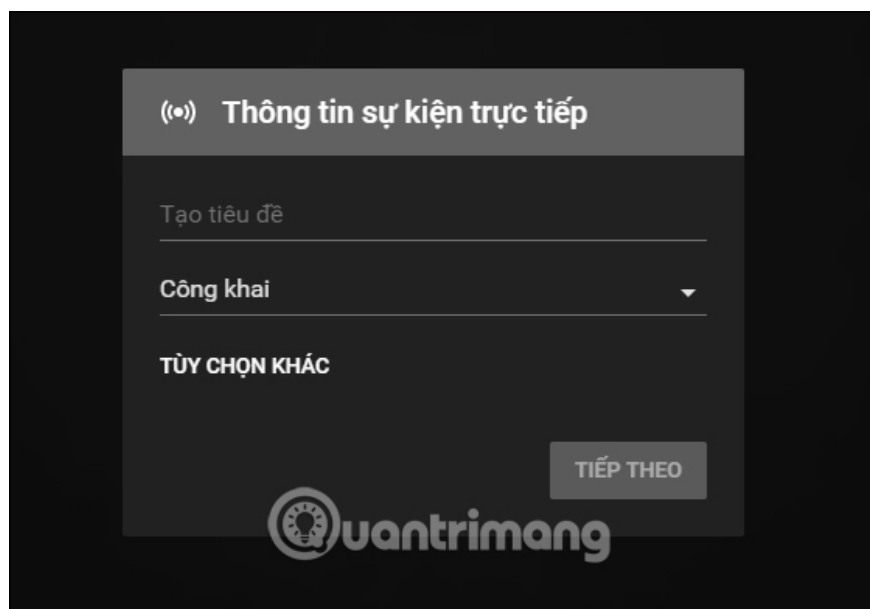 Thông tin sự kiện trực tiếp
Tạo tiêu đề
Công khai
TÙY CHỌN KHÁC
TIẾP THEO
Quantrimang